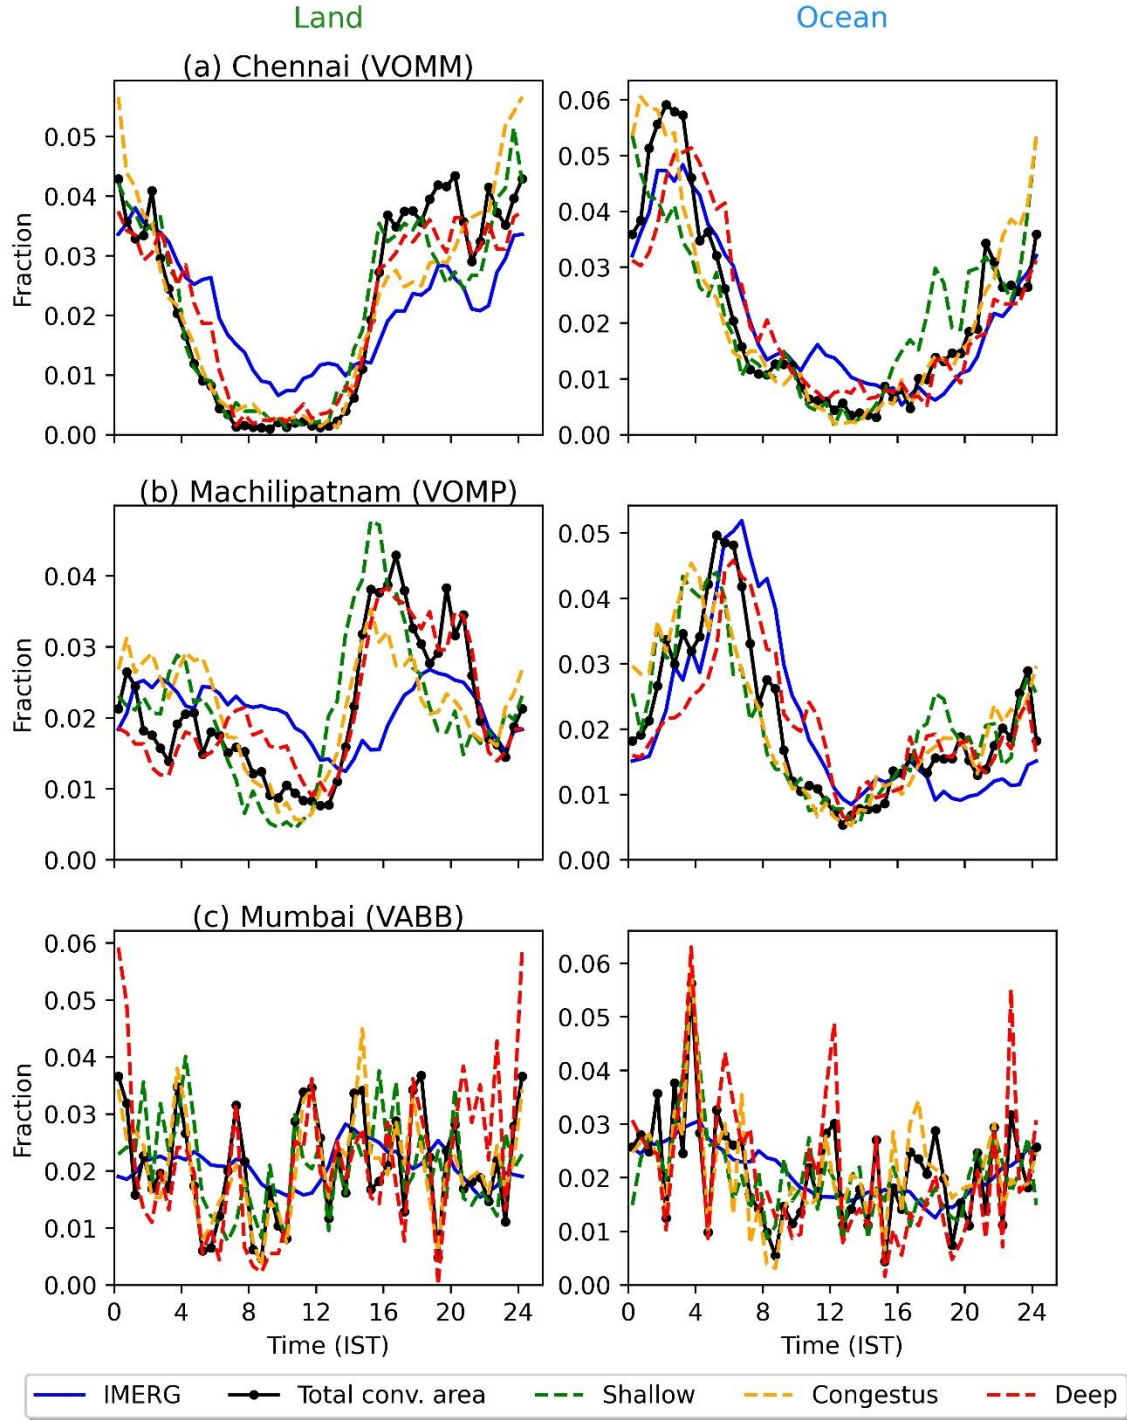 Land
Ocean
(a) Chennai (VOMM)
0.05
0.04
0.03
0.02
0.01
0.00
Fraction
0.06
0.05
0.04
0.03
0.02
0.01
0.00
(b) Machilipatnam (VOMP)
0.04
0.03
0.02
0.01
0.00
Fraction
0.05
0.04
0.03
0.02
0.01
0.00
(c) Mumbai (VABB)
0.06
0.05
0.04
0.03
0.02
0.01
0.00
Fraction
0 4 8 12 16 20 24
Time (IST)
0.06
0.05
0.04
0.03
0.02
0.01
0.00
0 4 8 12 16 20 24
Time (IST)
IMERG Total conv. area Shallow Congestus Deep